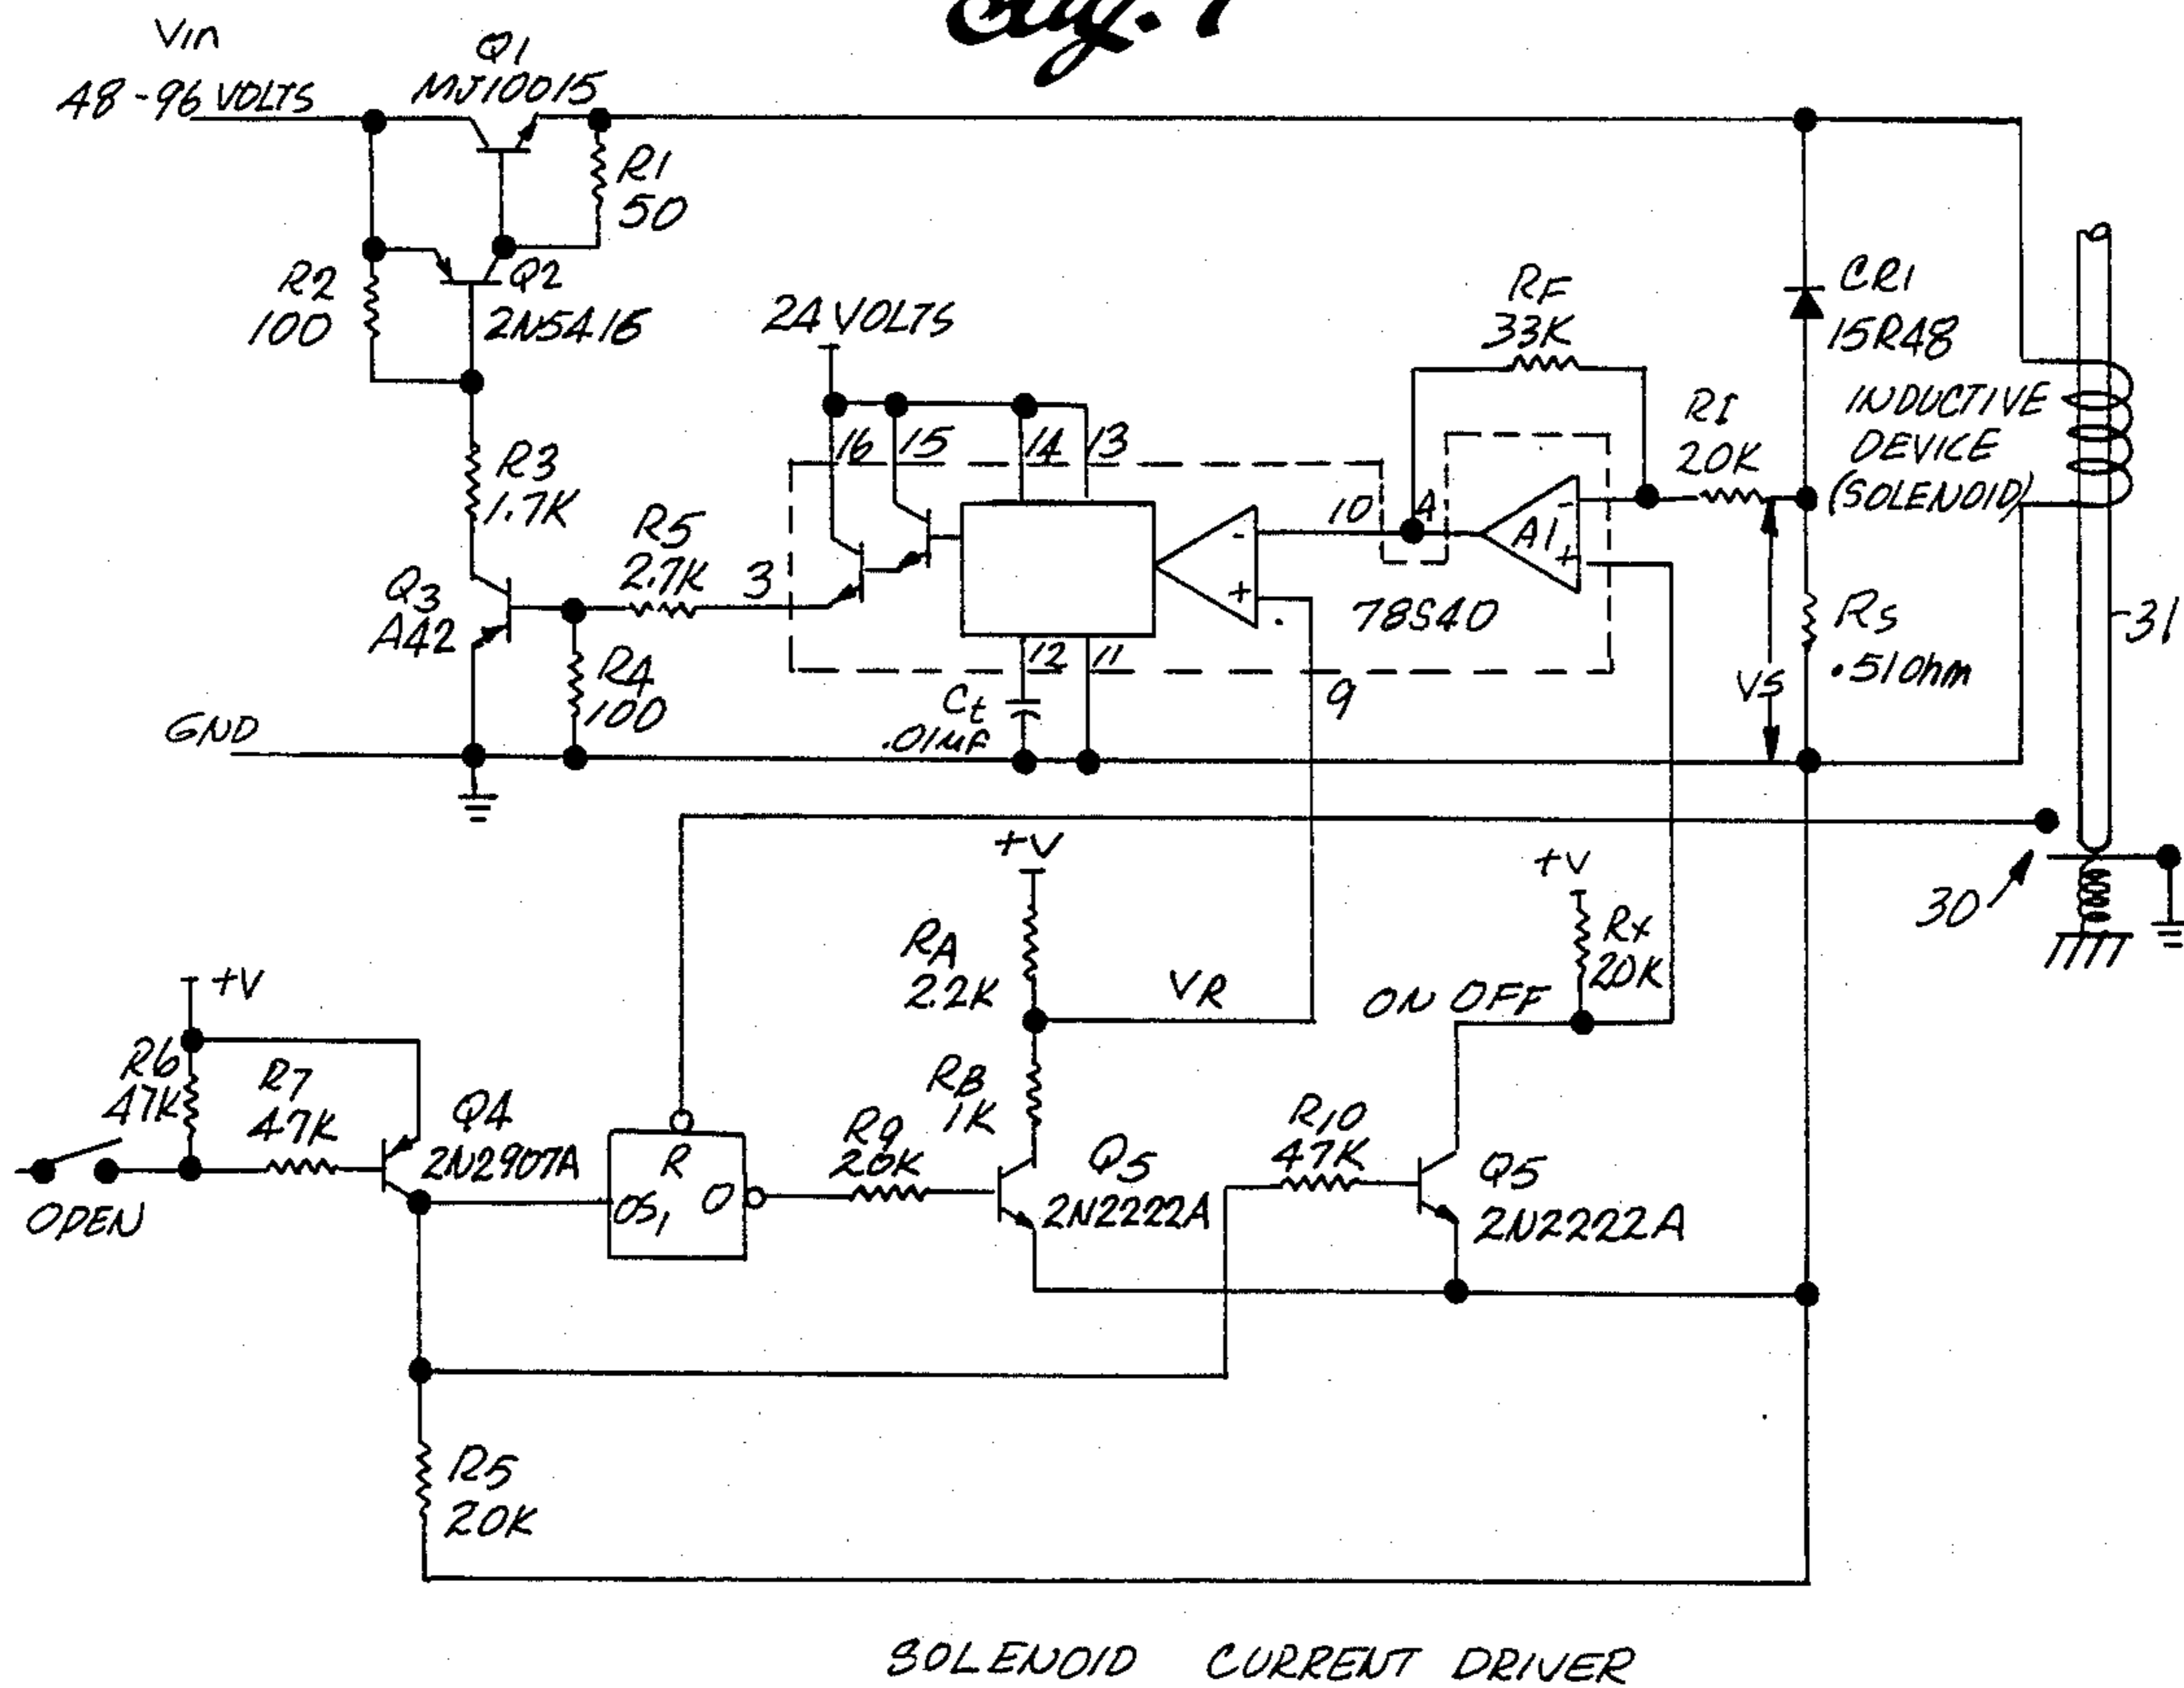 Fig. 1
Vin
48-96 VOLTS
Q1
MJ10015
R1
50
R2
100
Q2
2N5416
24 VOLTS
RF
33K
CR1
15R48
INDUCTIVE
DEVICE
(SOLENOID)
RI
20K
16
15
14
13
R3
1.7K
R5
2.7K
3
10
4
-
+
A1
-
+
78S40
Q3
A42
R4
100
12
11
9
Ct
.01MF
VS
RS
.51Ohm
31
GND
+V
+V
30
RA
2.2K
VR
ON OFF
RX
20K
+V
R6
47K
R7
47K
Q4
2N2907A
RB
1K
R
OS1
O
R9
20K
Q5
2N2222A
R10
47K
Q5
2N2222A
OPEN
R5
20K
SOLENOID CURRENT DRIVER